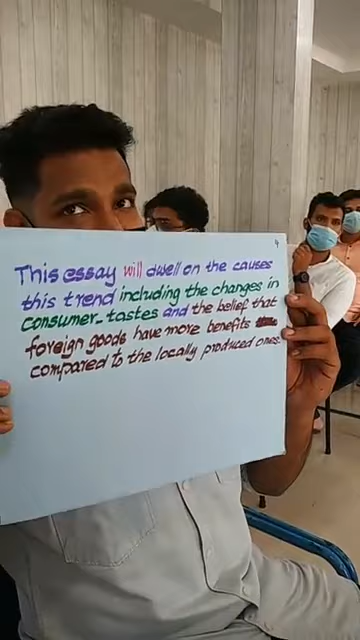 4
This essay will dwell on the causes
this trend including the changes in
consumer-tastes and the belief that
foreign goods have more benefits
compared to the locally produced ones.